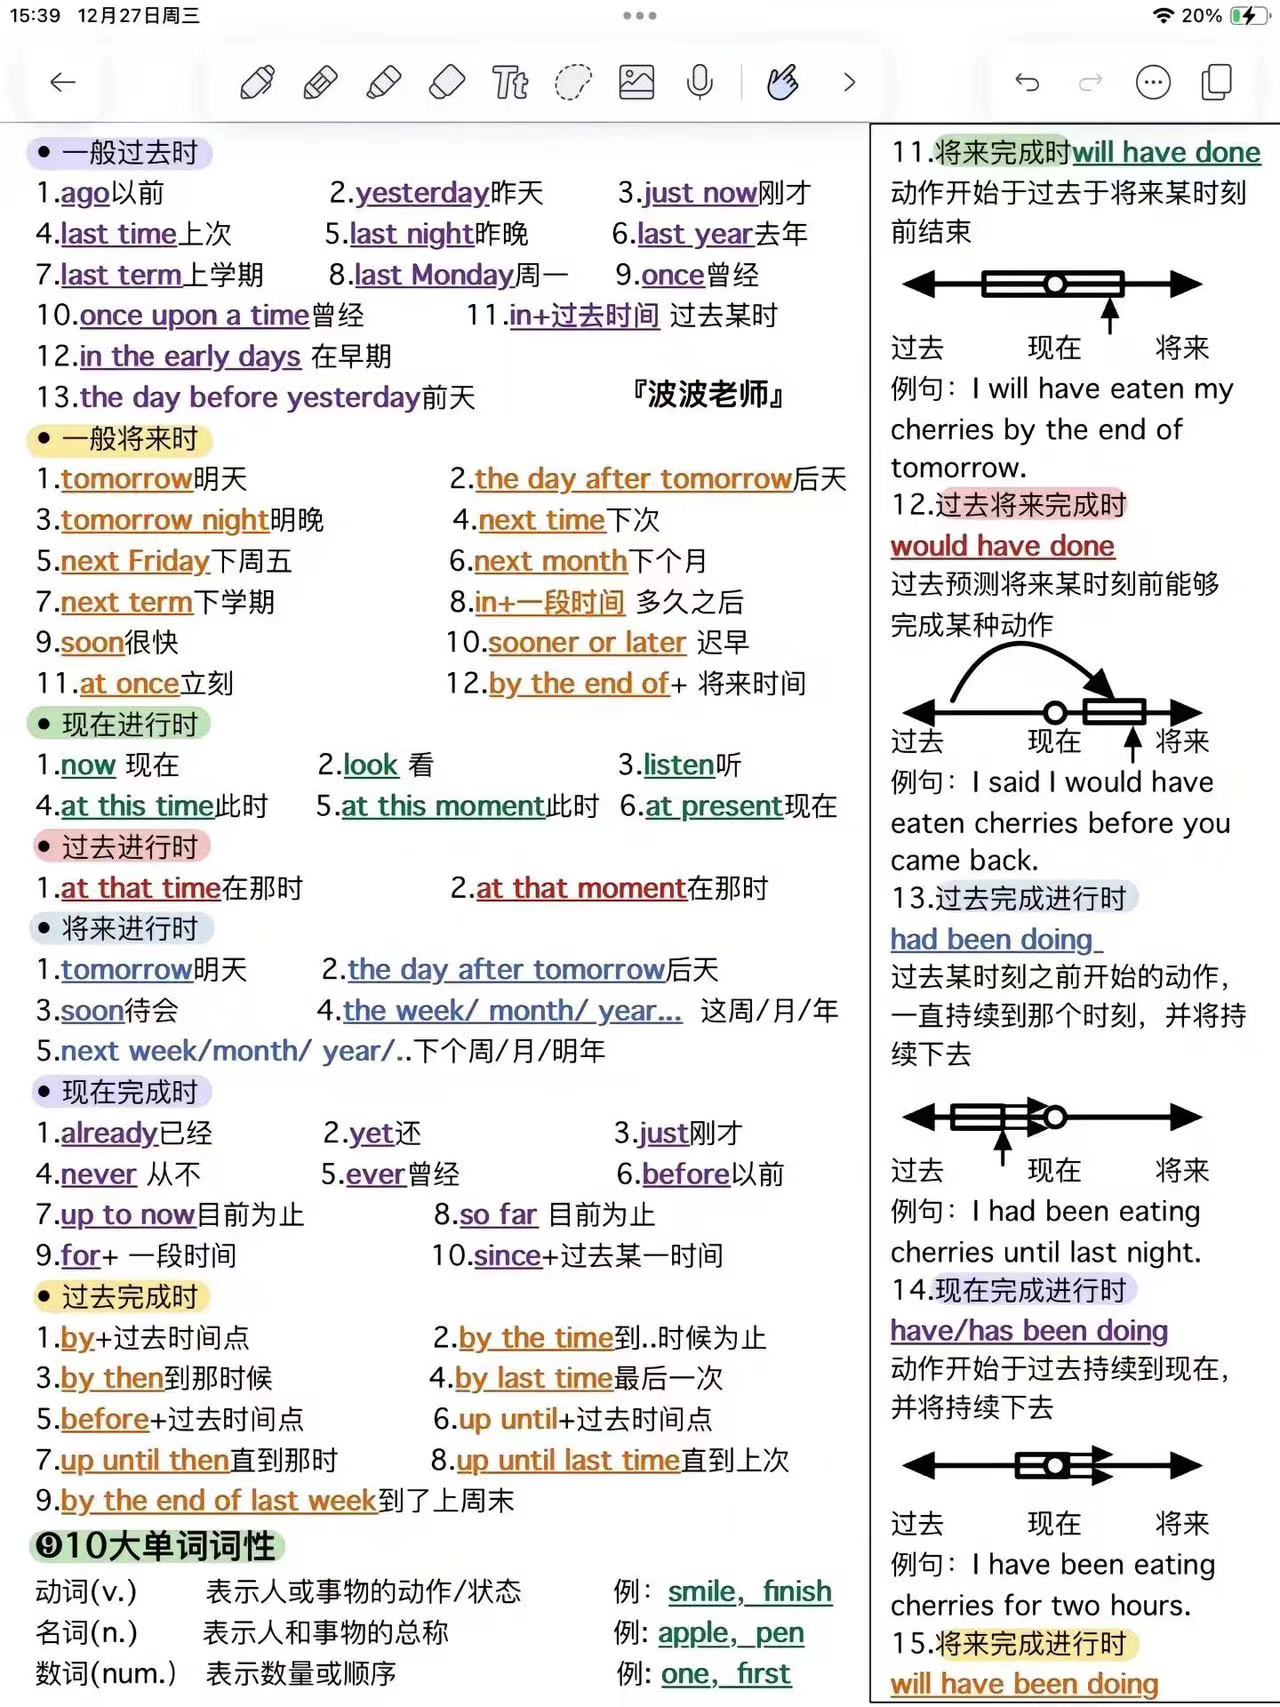 15:39 12月27日周三
20%
Tt
• 一般过去时
1.ago以前 2.yesterday昨天 3.just now刚才
4.last time上次 5.last night昨晚 6.last year去年
7.last term上学期 8.last Monday周一 9.once曾经
10.once upon a time曾经 11.in+过去时间 过去某时
12.in the early days 在早期
13.the day before yesterday前天 『波波老师』
• 一般将来时
1.tomorrow明天 2.the day after tomorrow后天
3.tomorrow night明晚 4.next time下次
5.next Friday下周五 6.next month下个月
7.next term下学期 8.in+一段时间 多久之后
9.soon很快 10.sooner or later 迟早
11.at once立刻 12.by the end of+ 将来时间
• 现在进行时
1.now 现在 2.look 看 3.listen听
4.at this time此时 5.at this moment此时 6.at present现在
• 过去进行时
1.at that time在那时 2.at that moment在那时
• 将来进行时
1.tomorrow明天 2.the day after tomorrow后天
3.soon待会 4.the week/ month/ year... 这周/月/年
5.next week/month/ year/..下个周/月/明年
• 现在完成时
1.already已经 2.yet还 3.just刚才
4.never 从不 5.ever曾经 6.before以前
7.up to now目前为止 8.so far 目前为止
9.for+ 一段时间 10.since+过去某一时间
• 过去完成时
1.by+过去时间点 2.by the time到..时候为止
3.by then到那时候 4.by last time最后一次
5.before+过去时间点 6.up until+过去时间点
7.up until then直到那时 8.up until last time直到上次
9.by the end of last week到了上周末
❾10大单词词性
动词(v.) 表示人或事物的动作/状态 例：smile，finish
名词(n.) 表示人和事物的总称 例: apple，pen
数词(num.） 表示数量或顺序 例: one，first
11.将来完成时will have done
动作开始于过去于将来某时刻
前结束
过去 现在 将来
例句：I will have eaten my
cherries by the end of
tomorrow.
12.过去将来完成时
would have done
过去预测将来某时刻前能够
完成某种动作
过去 现在 将来
例句：I said I would have
eaten cherries before you
came back.
13.过去完成进行时
had been doing
过去某时刻之前开始的动作，
一直持续到那个时刻，并将持
续下去
过去 现在 将来
例句：I had been eating
cherries until last night.
14.现在完成进行时
have/has been doing
动作开始于过去持续到现在，
并将持续下去
过去 现在 将来
例句：I have been eating
cherries for two hours.
15.将来完成进行时
will have been doing